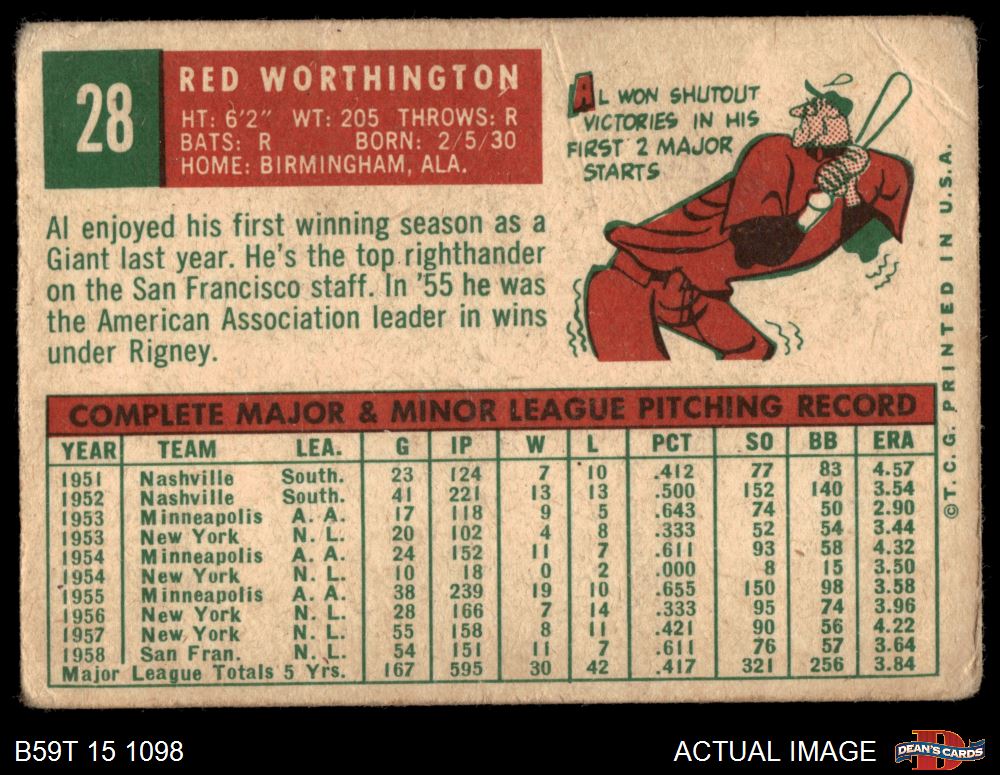 28
RED WORTHINGTON
HT: 6'2" WT: 205 THROWS: R
BATS: R BORN: 2/5/30
HOME: BIRMINGHAM, ALA.
AL WON SHUTOUT
VICTORIES IN HIS
FIRST 2 MAJOR
STARTS
Al enjoyed his first winning season as a
Giant last year. He's the top righthander
on the San Francisco staff. In '55 he was
the American Association leader in wins
under Rigney.
© T. C. G. PRINTED IN U.S.A.
COMPLETE MAJOR & MINOR LEAGUE PITCHING RECORD
YEAR TEAM LEA. G IP W L PCT SO BB ERA
1951 Nashville South. 23 124 7 10 .412 77 83 4.57
1952 Nashville South. 41 221 13 13 .500 152 140 3.54
1953 Minneapolis A. A. 17 118 9 5 .643 74 50 2.90
1953 New York N. L. 20 102 4 8 .333 52 54 3.44
1954 Minneapolis A. A. 24 152 11 7 .611 93 58 4.32
1954 New York N. L. 10 18 0 2 .000 8 15 3.50
1955 Minneapolis A. A. 38 239 19 10 .655 150 98 3.58
1956 New York N. L. 28 166 7 14 .333 95 74 3.96
1957 New York N. L. 55 158 8 11 .421 90 56 4.22
1958 San Fran. N. L. 54 151 11 7 .611 76 57 3.64
Major League Totals 5 Yrs. 167 595 30 42 .417 321 256 3.84
B59T 15 1098
ACTUAL IMAGE
DEAN'S CARDS